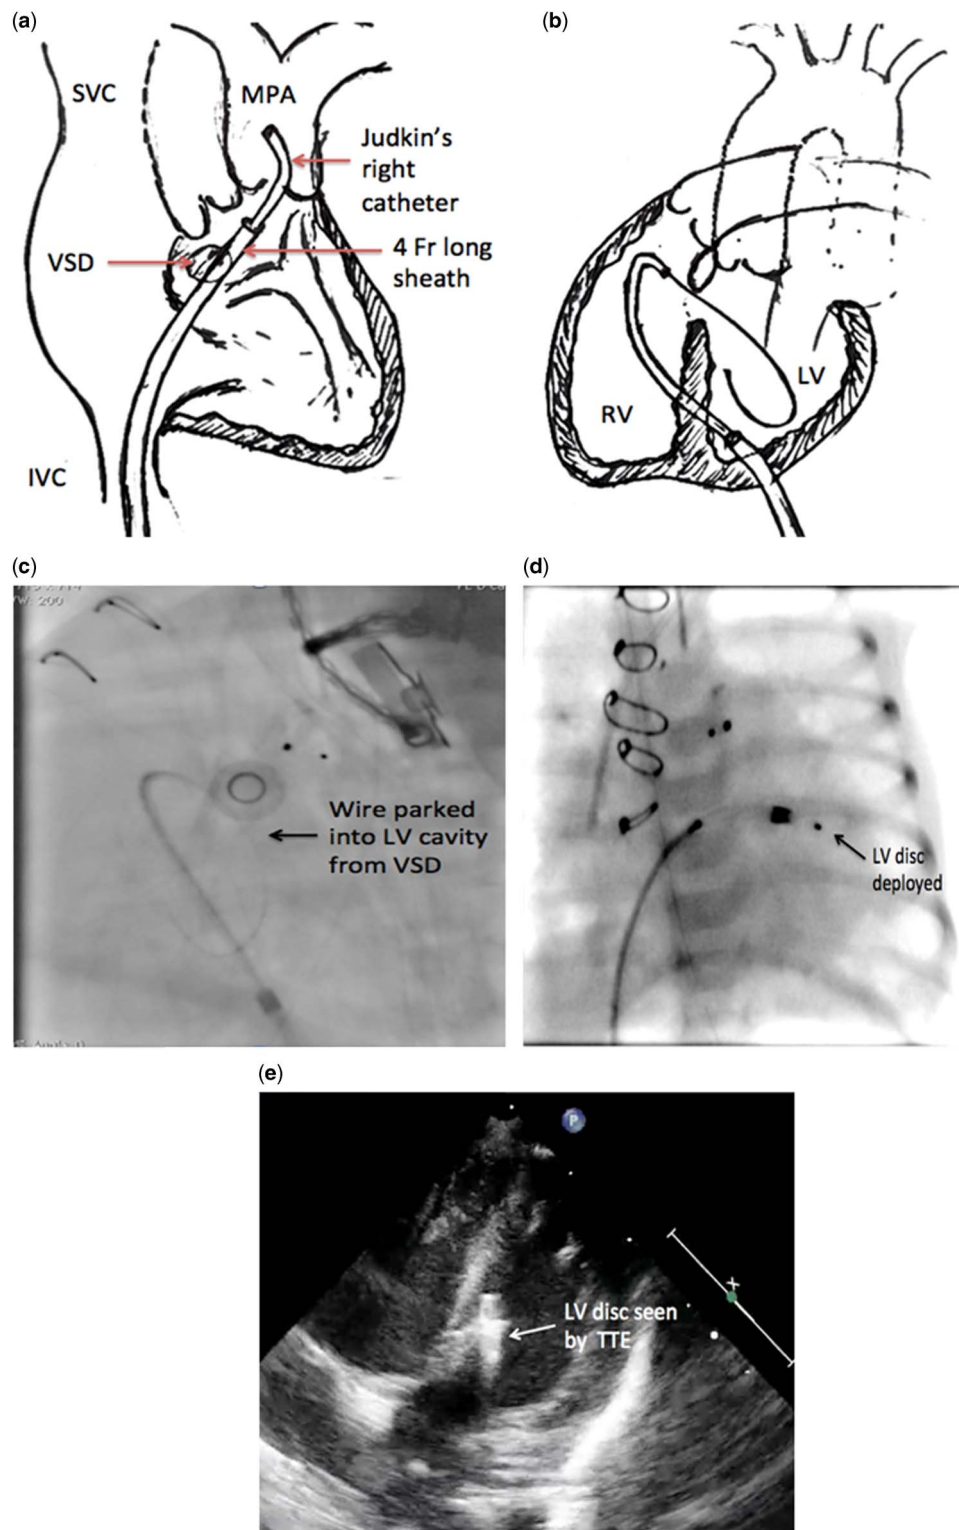 (a)
SVC
MPA
Judkin's
right
catheter
VSD
4 Fr long
sheath
IVC
(b)
LV
RV
(c)
W: 200
Wire parked
into LV cavity
from VSD
(d)
LV disc
deployed
(e)
P
X
LV disc seen
by TTE